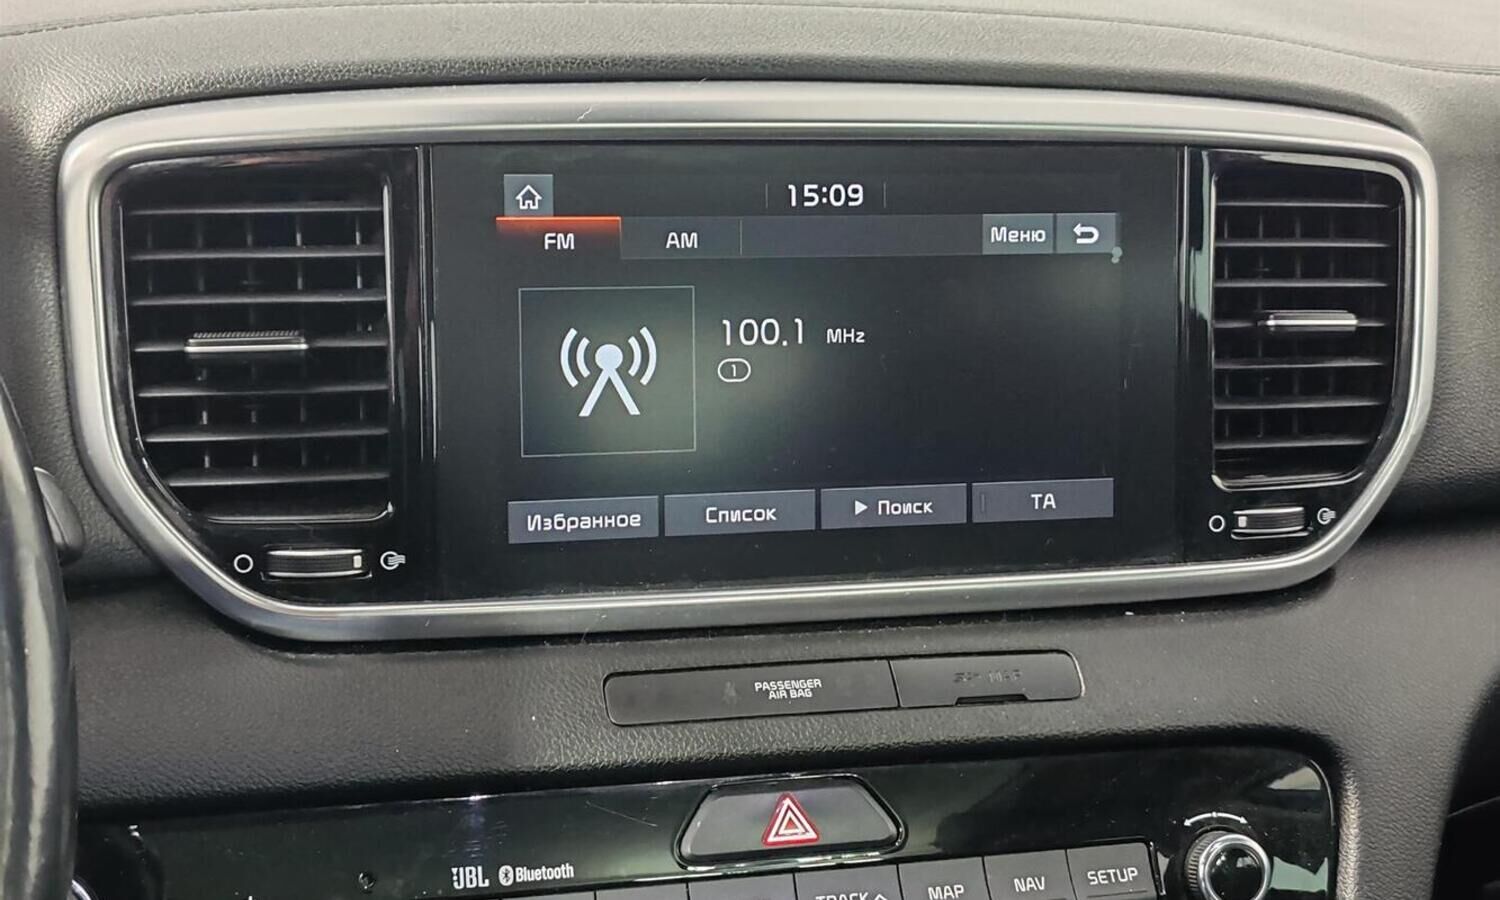 15:09
FM
AM
Меню
100.1 MHz
1
Избранное
Список
Поиск
TA
PASSENGER
AIR BAG
JBL
Bluetooth
TRACK
MAP
NAV
SETUP